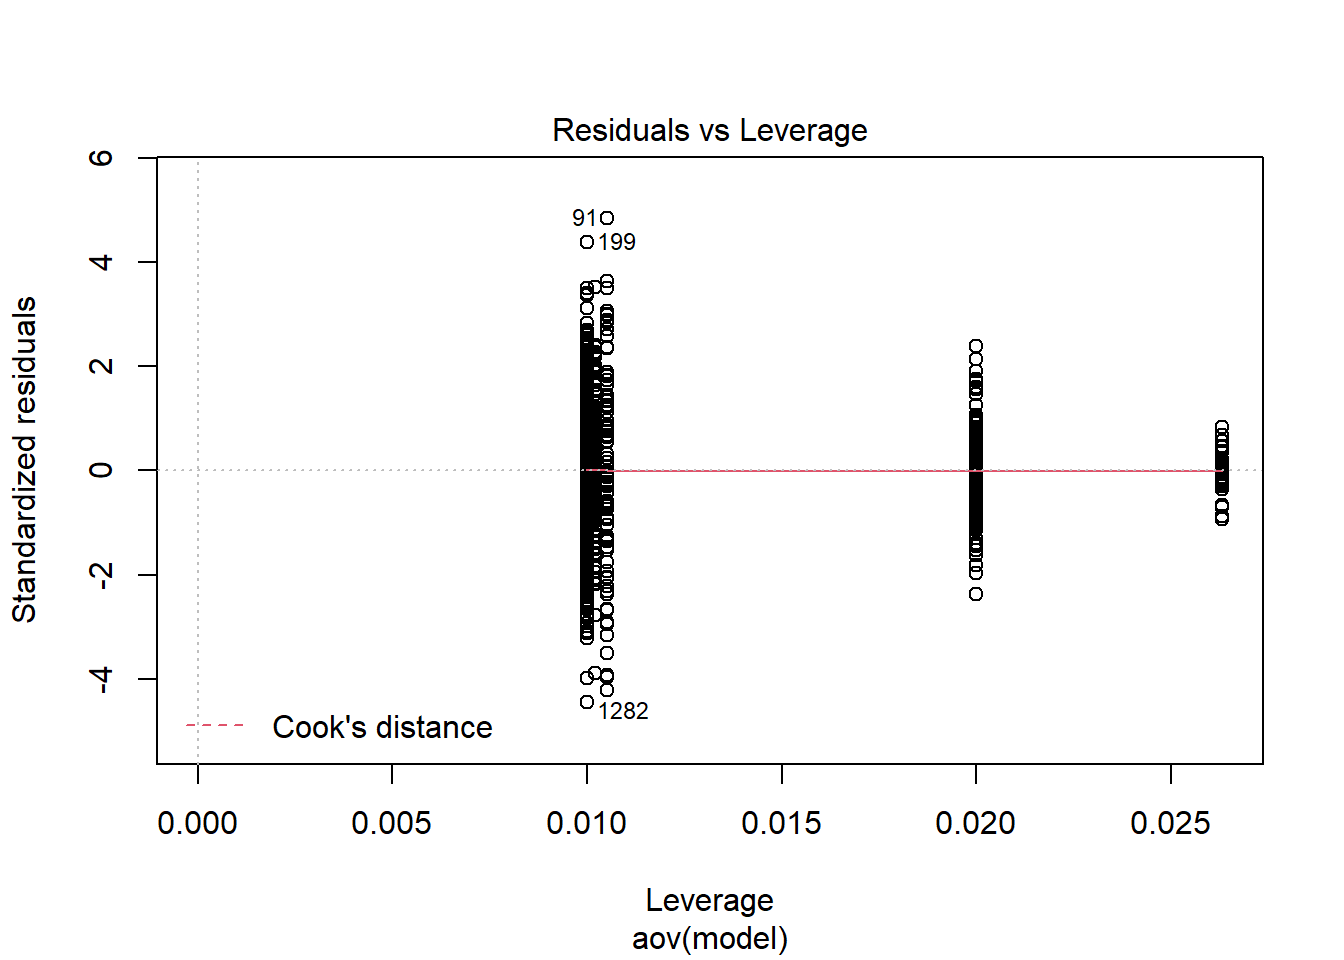 Residuals vs Leverage
Standardized residuals
6
4
2
0
-2
-4
91
199
1282
Cook's distance
0.000 0.005 0.010 0.015 0.020 0.025
Leverage
aov(model)